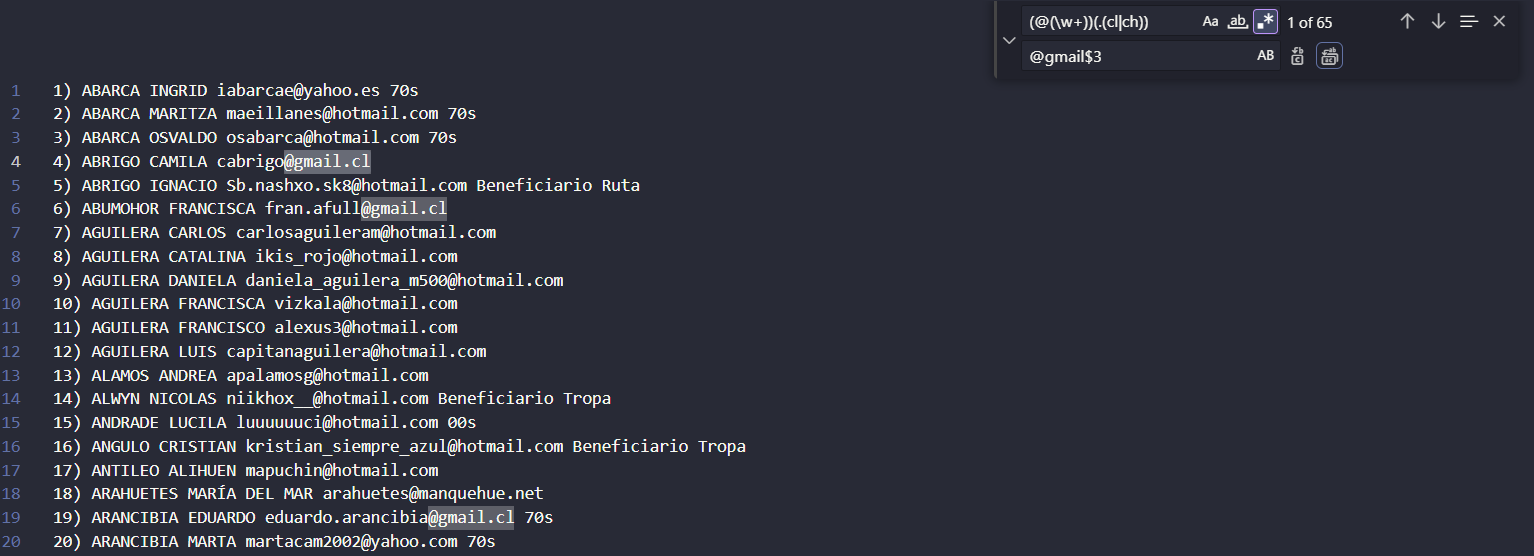 (@(\w+))(.(cl|ch)) Aa ab .* 1 of 65
@gmail$3 AB
1 1) ABARCA INGRID iabarcae@yahoo.es 70s
2 2) ABARCA MARITZA maeillanes@hotmail.com 70s
3 3) ABARCA OSVALDO osabarca@hotmail.com 70s
4 4) ABRIGO CAMILA cabrigo@gmail.cl
5 5) ABRIGO IGNACIO Sb.nashxo.sk8@hotmail.com Beneficiario Ruta
6 6) ABUMOHOR FRANCISCA fran.afull@gmail.cl
7 7) AGUILERA CARLOS carlosaguileram@hotmail.com
8 8) AGUILERA CATALINA ikis_rojo@hotmail.com
9 9) AGUILERA DANIELA daniela_aguilera_m500@hotmail.com
10 10) AGUILERA FRANCISCA vizkala@hotmail.com
11 11) AGUILERA FRANCISCO alexus3@hotmail.com
12 12) AGUILERA LUIS capitanaguilera@hotmail.com
13 13) ALAMOS ANDREA apalamosg@hotmail.com
14 14) ALWYN NICOLAS niikhox__@hotmail.com Beneficiario Tropa
15 15) ANDRADE LUCILA luuuuuuci@hotmail.com 00s
16 16) ANGULO CRISTIAN kristian_siempre_azul@hotmail.com Beneficiario Tropa
17 17) ANTILEO ALIHUEN mapuchin@hotmail.com
18 18) ARAHUETES MARÍA DEL MAR arahuetes@manquehue.net
19 19) ARANCIBIA EDUARDO eduardo.arancibia@gmail.cl 70s
20 20) ARANCIBIA MARTA martacam2002@yahoo.com 70s